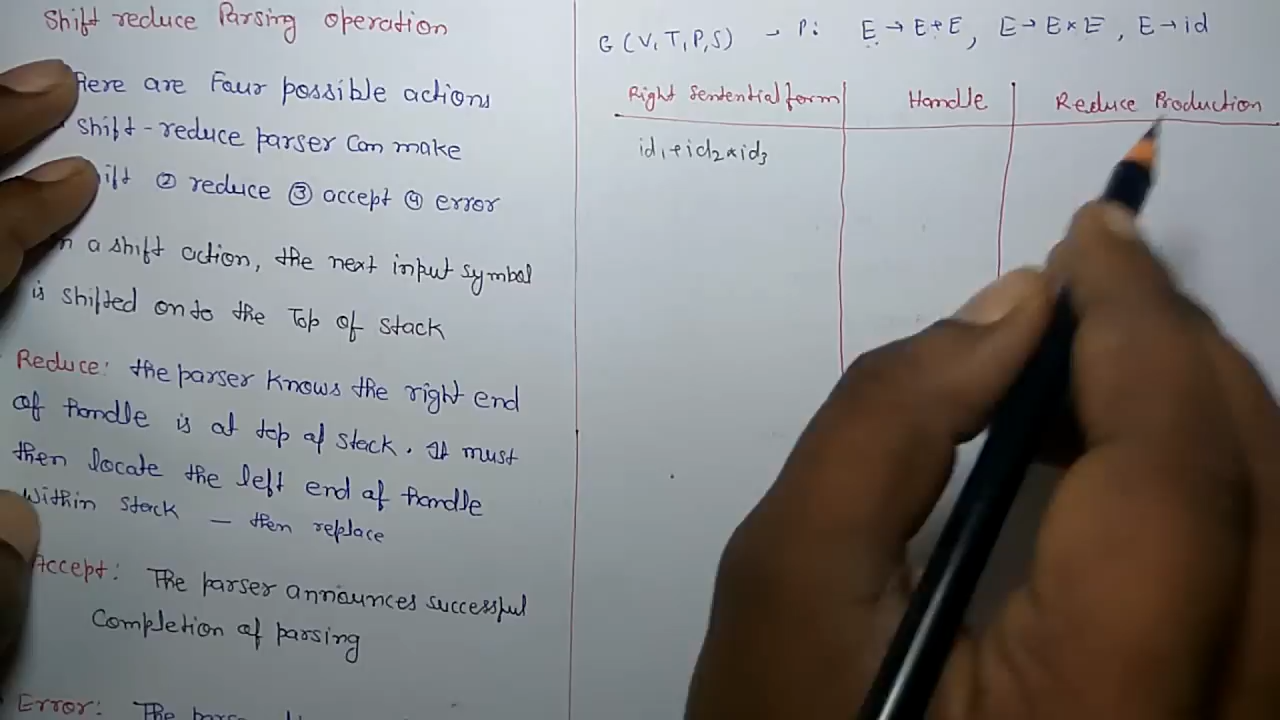 Shift reduce Parsing operation
Here are Four possible actions
Shift-reduce parser Can make
② reduce ③ accept ④ error
a shift action, the next input symbol
is shifted onto the Top of stack
Reduce: the parser knows the right end
of handle is at top of stack. It must
then locate the left end of handle
Within stack — then replace
Accept: The parser announces successful
Completion of parsing
Error: The
G (V, T, P, S) - P: E → E + E, E → E × E, E → id
Right Sentential form Handle Reduce Production
id₁ + id₂ * id₃